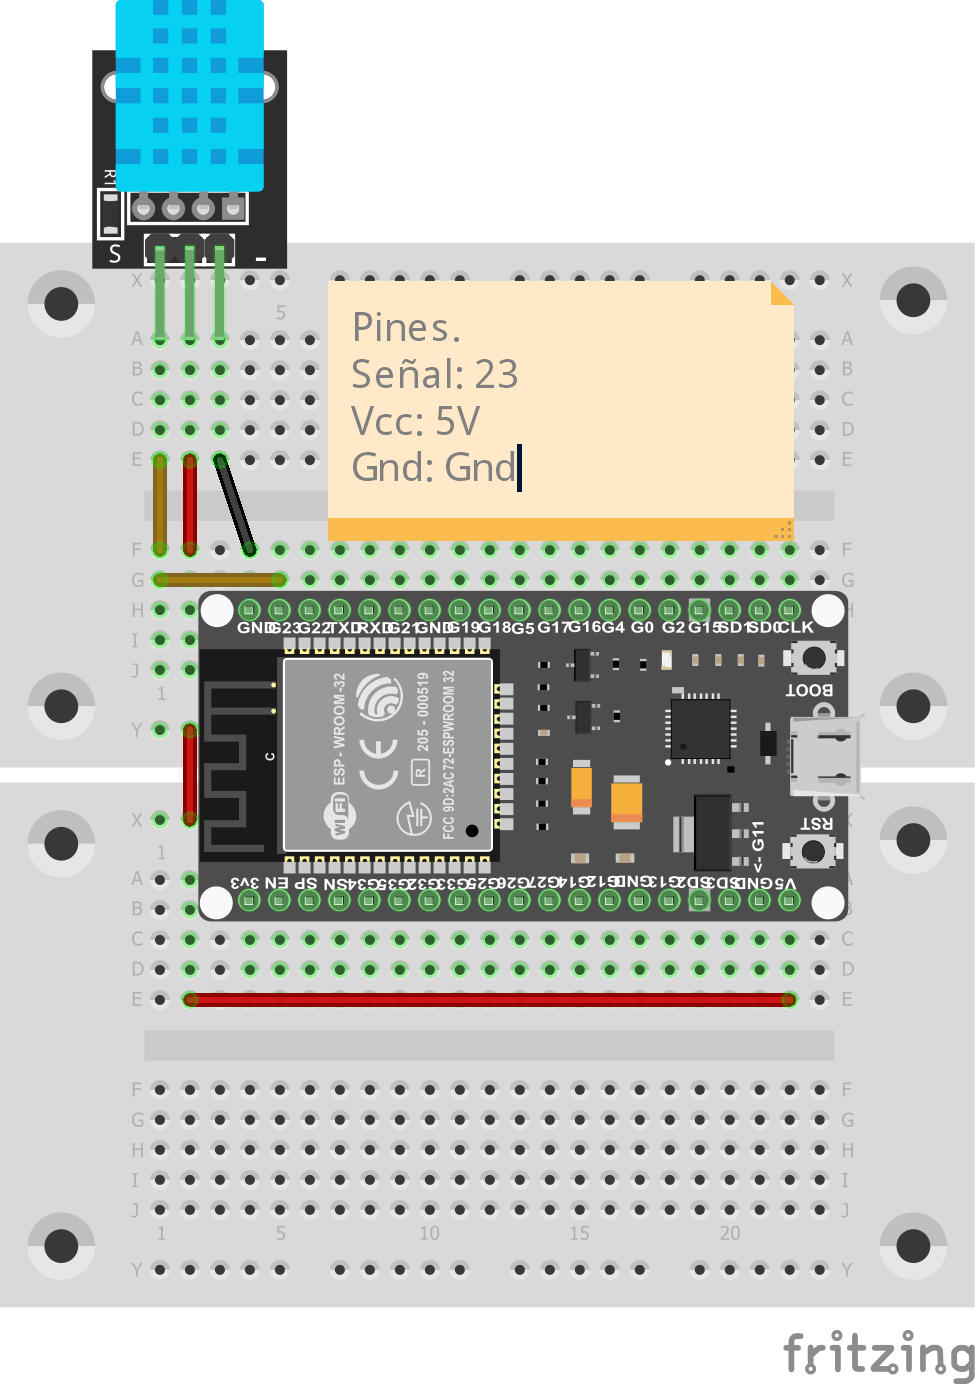 R1
S -
X X
5
Pines.
Señal: 23
Vcc: 5V
Gnd: Gnd
A A
B B
C C
D D
E E
F F
G G
H H
GND G23 G22 TXD RXD G21 GND G19 G18 G5 G17 G16 G4 G0 G2 G15 SD1 SD0 CLK
I
J
BOOT
1
Y
ESP - WROOM-32
CE
205 - 000519
R
FCC 9D:2AC72-ESPWROOM 32
WiFi
C
X X
RST
<- G11
1
3v3 EN SP SN G34 G35 G32 G33 G25 G26 G27 G14 G12 GND G13 SD2 SD3 GND V5
A A
B B
C C
D D
E E
F F
G G
H H
I I
J J
1 5 10 15 20
Y Y
fritzing